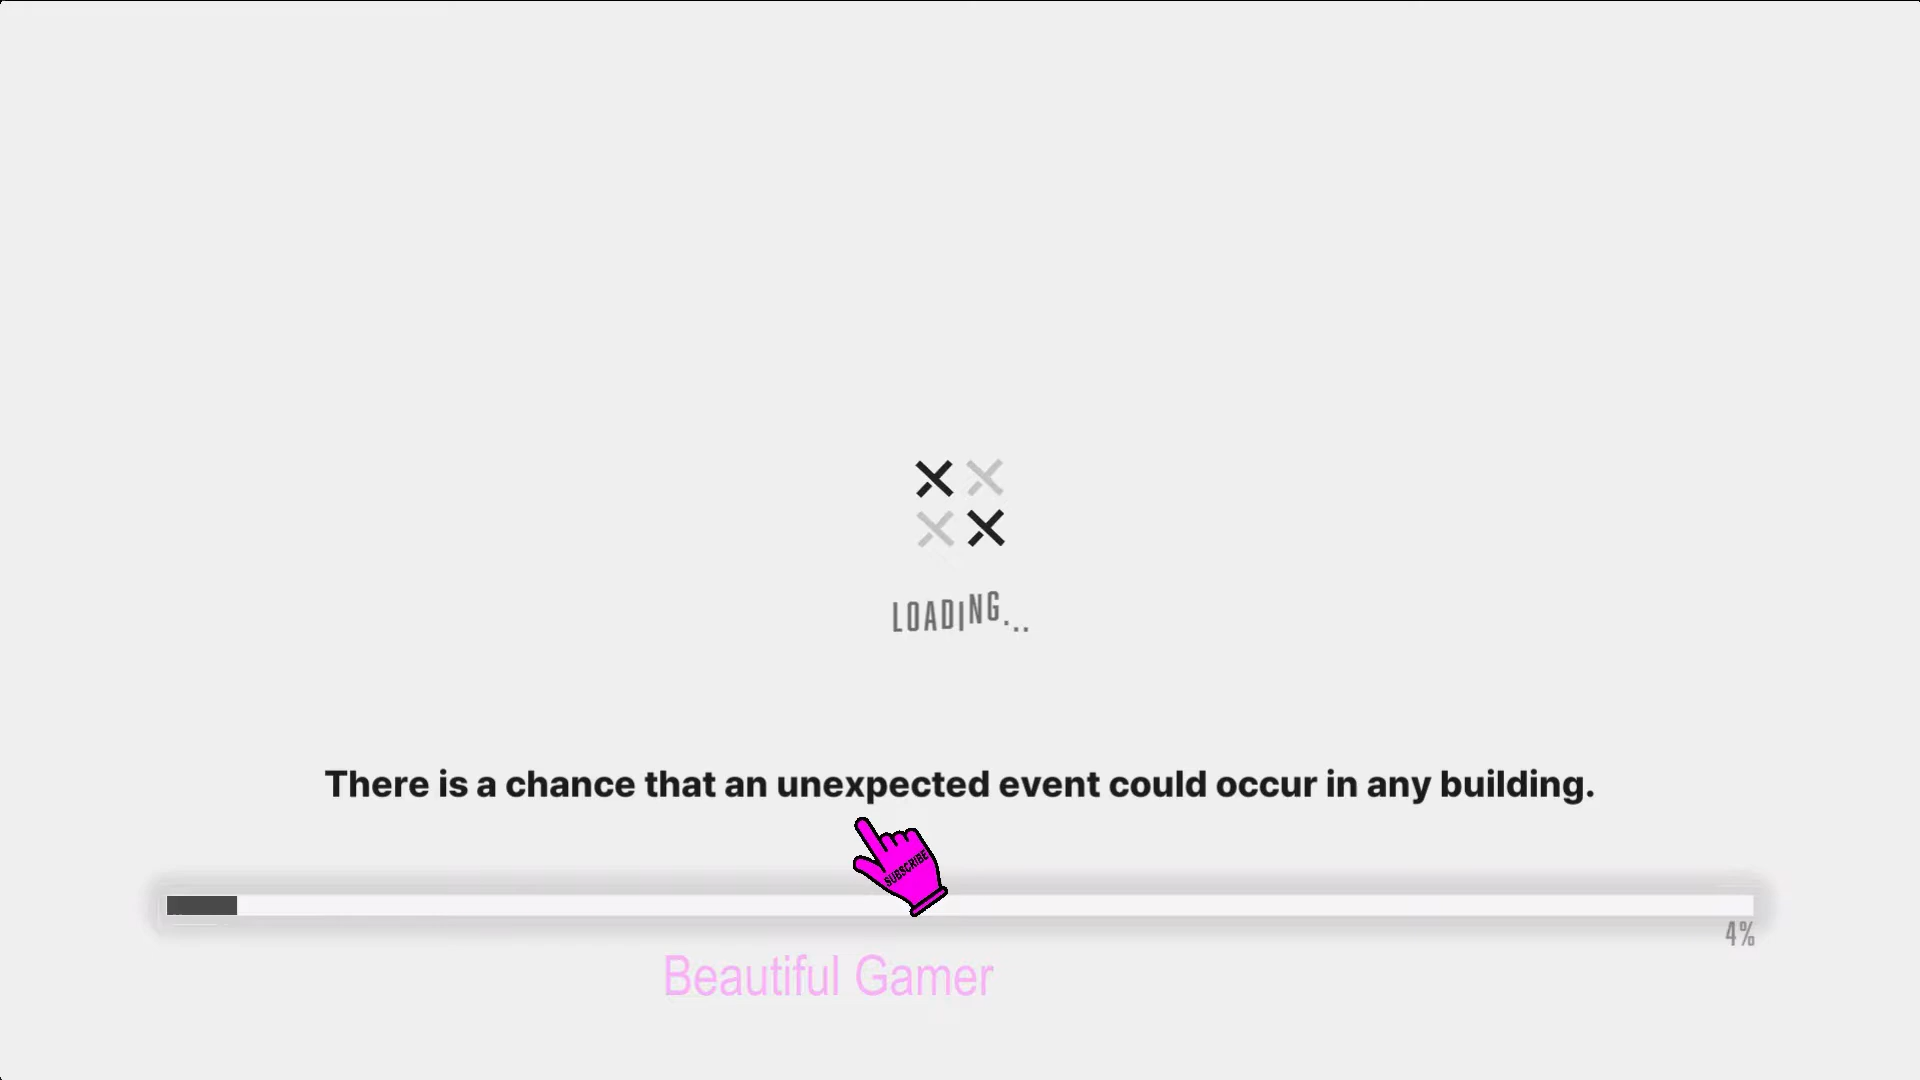 LOADING...
There is a chance that an unexpected event could occur in any building.
SUBSCRIBE
4%
Beautiful Gamer